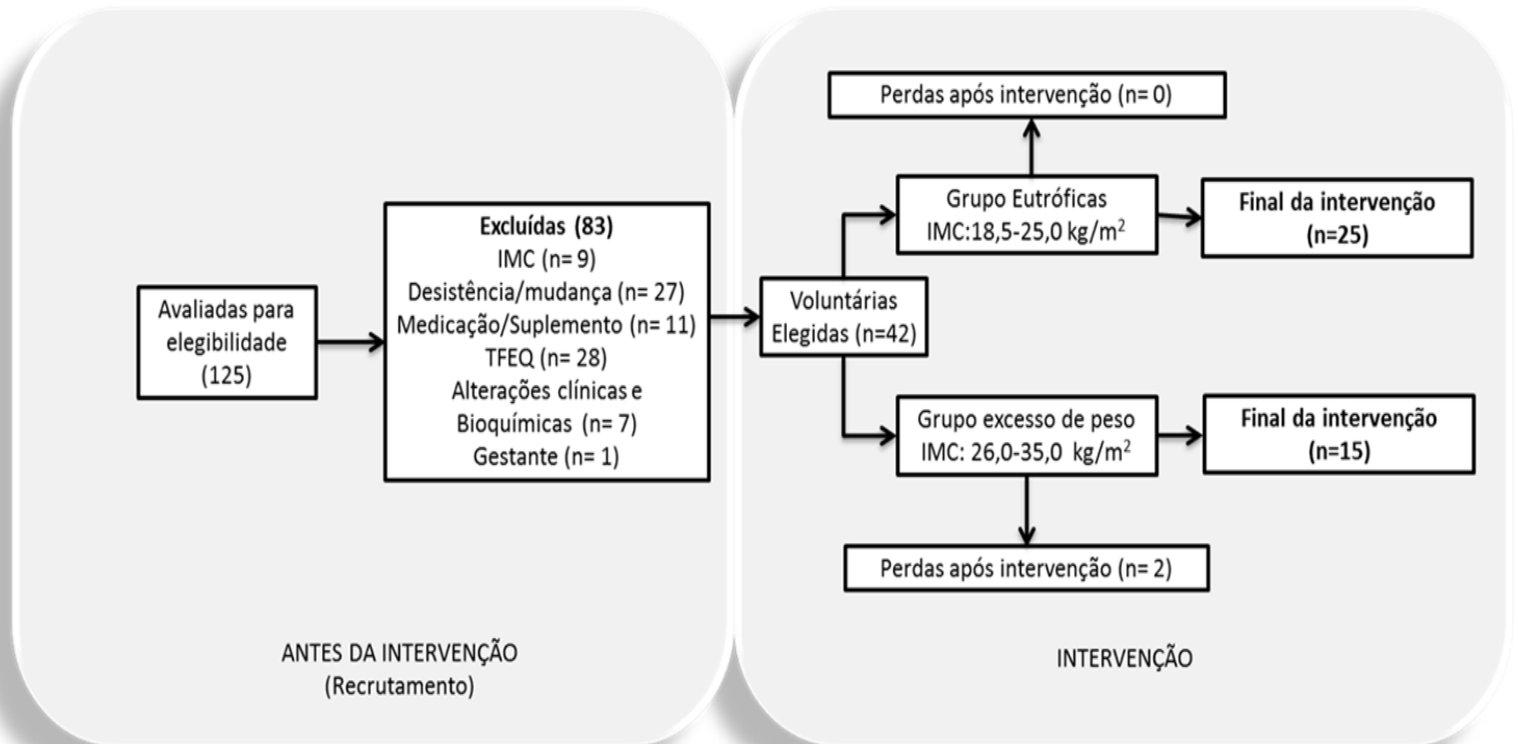 Avaliadas para
elegibilidade
(125)
Excluídas (83)
IMC (n= 9)
Desistência/mudança (n= 27)
Medicação/Suplemento (n= 11)
TFEQ (n= 28)
Alterações clínicas e
Bioquímicas (n= 7)
Gestante (n= 1)
ANTES DA INTERVENÇÃO
(Recrutamento)
Voluntárias
Elegidas (n=42)
Perdas após intervenção (n= 0)
Grupo Eutróficas
IMC:18,5-25,0 kg/m²
Final da intervenção
(n=25)
Grupo excesso de peso
IMC: 26,0-35,0 kg/m²
Final da intervenção
(n=15)
Perdas após intervenção (n= 2)
INTERVENÇÃO